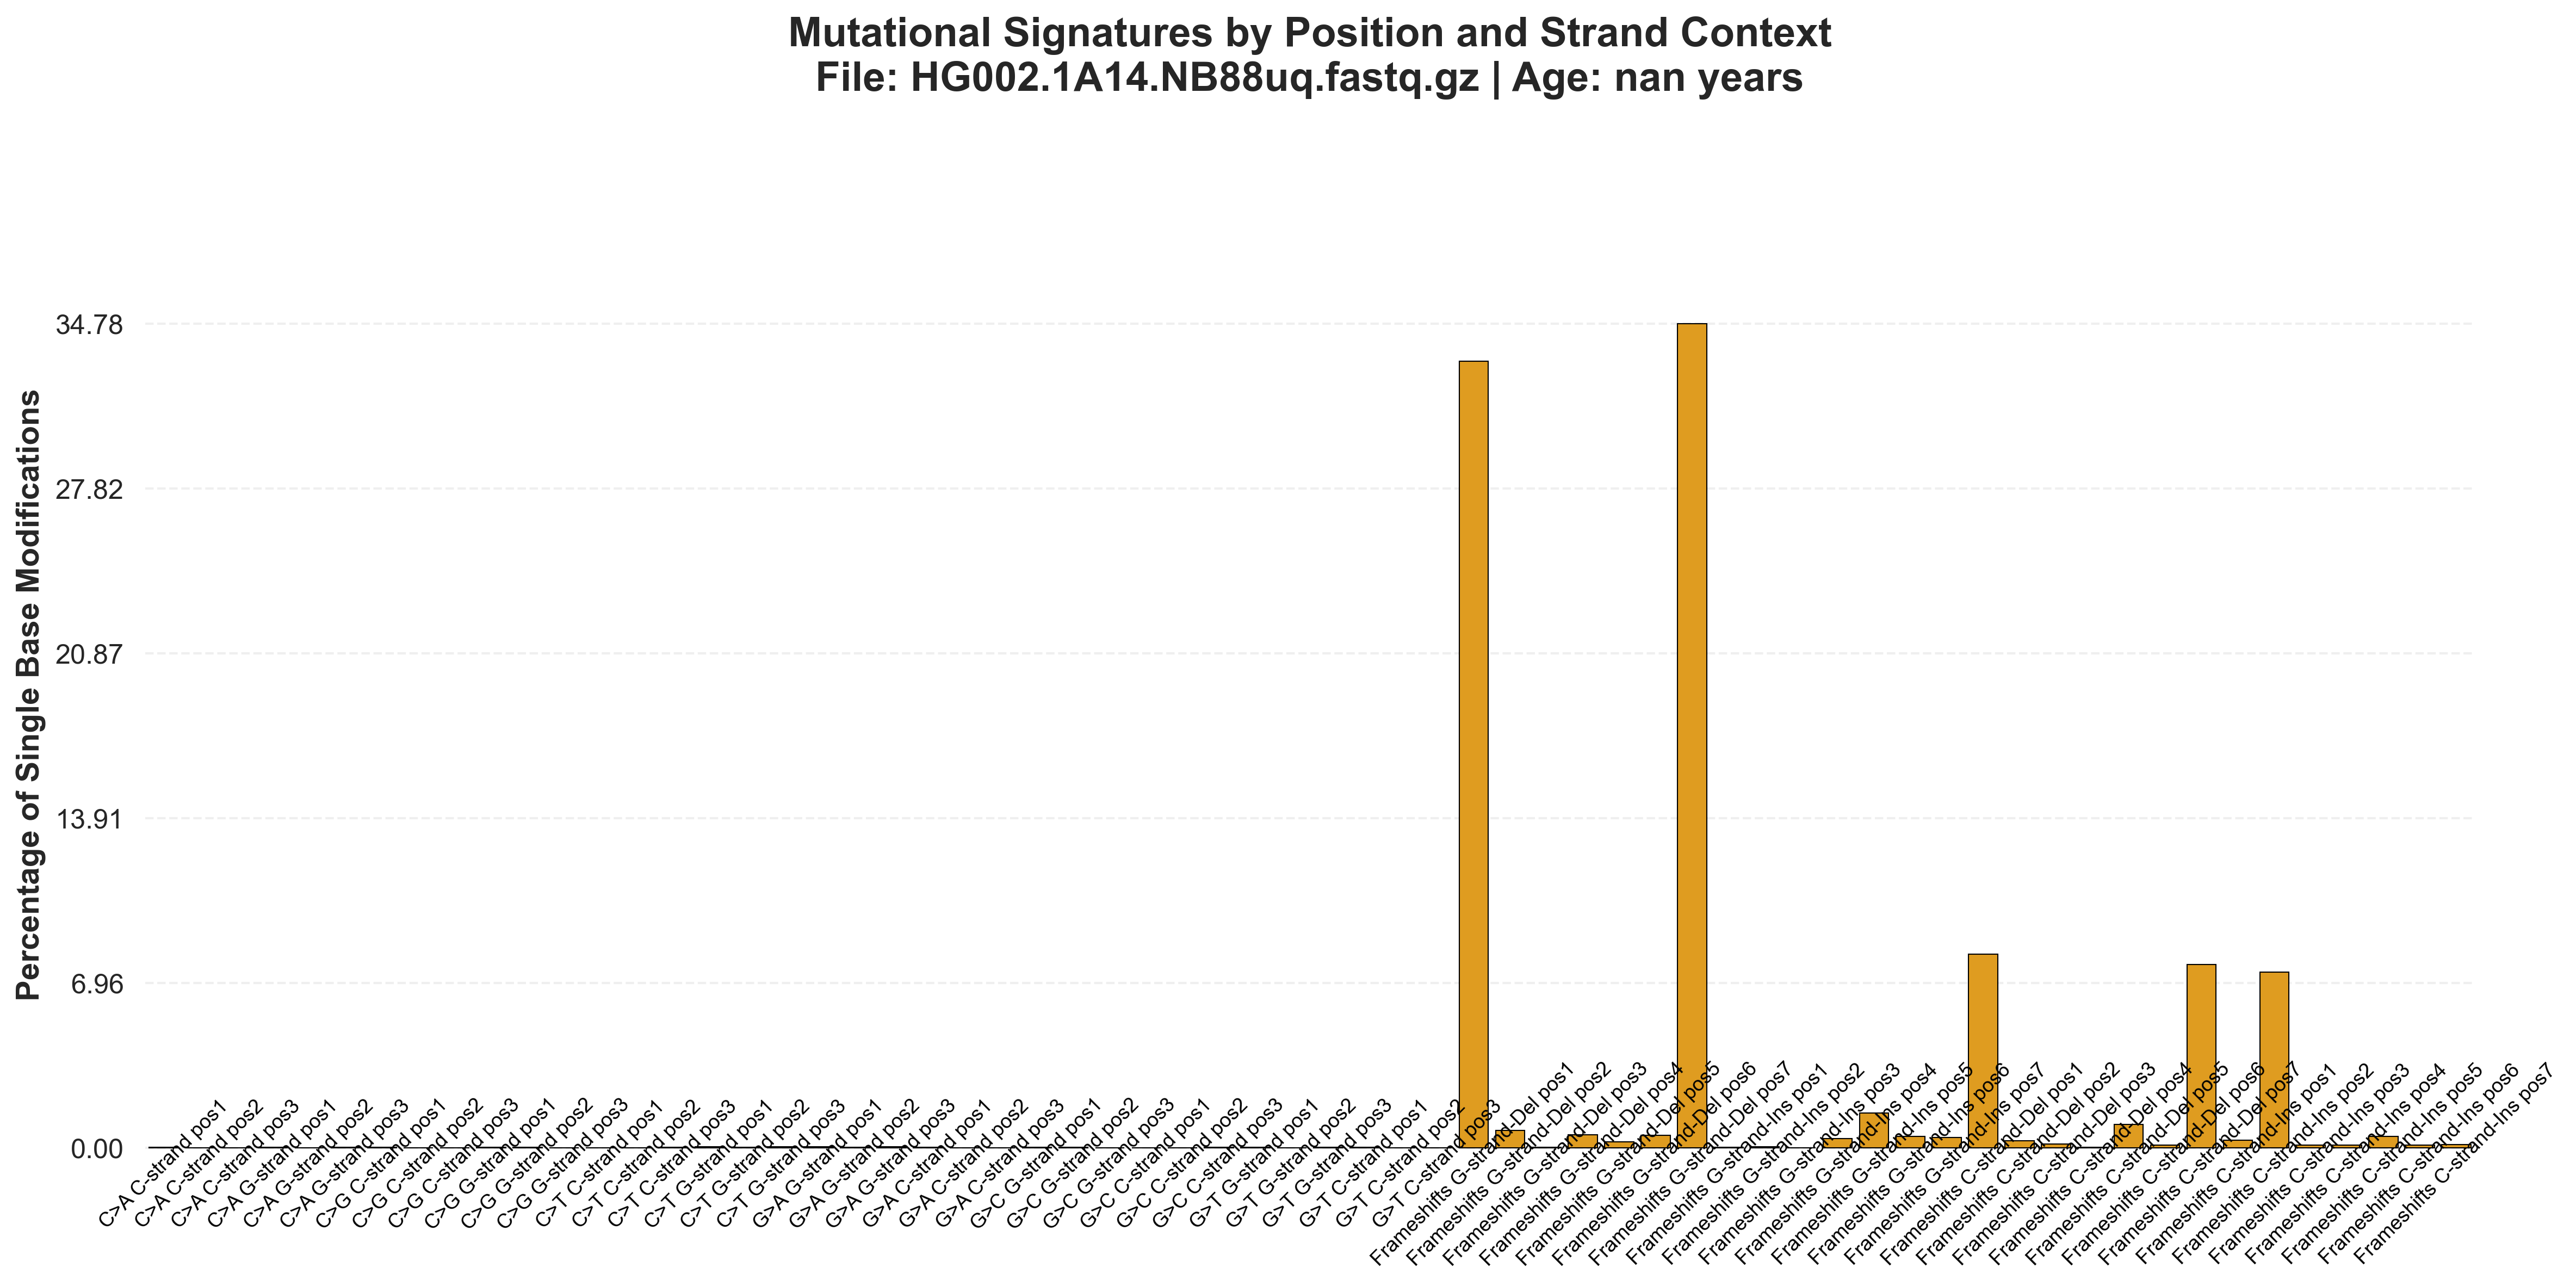 Mutational Signatures by Position and Strand Context
File: HG002.1A14.NB88uq.fastq.gz | Age: nan years
Percentage of Single Base Modifications
34.78
27.82
20.87
13.91
6.96
0.00
C>A C-strand pos1
C>A C-strand pos2
C>A C-strand pos3
C>A G-strand pos1
C>A G-strand pos2
C>A G-strand pos3
C>G C-strand pos1
C>G C-strand pos2
C>G C-strand pos3
C>G G-strand pos1
C>G G-strand pos2
C>G G-strand pos3
C>T C-strand pos1
C>T C-strand pos2
C>T C-strand pos3
C>T G-strand pos1
C>T G-strand pos2
C>T G-strand pos3
G>A G-strand pos1
G>A G-strand pos2
G>A G-strand pos3
G>A C-strand pos1
G>A C-strand pos2
G>A C-strand pos3
G>C G-strand pos1
G>C G-strand pos2
G>C G-strand pos3
G>C C-strand pos1
G>C C-strand pos2
G>C C-strand pos3
G>T G-strand pos1
G>T G-strand pos2
G>T G-strand pos3
G>T C-strand pos1
G>T C-strand pos2
G>T C-strand pos3
Frameshifts G-strand-Del pos1
Frameshifts G-strand-Del pos2
Frameshifts G-strand-Del pos3
Frameshifts G-strand-Del pos4
Frameshifts G-strand-Del pos5
Frameshifts G-strand-Del pos6
Frameshifts G-strand-Del pos7
Frameshifts G-strand-Ins pos1
Frameshifts G-strand-Ins pos2
Frameshifts G-strand-Ins pos3
Frameshifts G-strand-Ins pos4
Frameshifts G-strand-Ins pos5
Frameshifts G-strand-Ins pos6
Frameshifts G-strand-Ins pos7
Frameshifts C-strand-Del pos1
Frameshifts C-strand-Del pos2
Frameshifts C-strand-Del pos3
Frameshifts C-strand-Del pos4
Frameshifts C-strand-Del pos5
Frameshifts C-strand-Del pos6
Frameshifts C-strand-Del pos7
Frameshifts C-strand-Ins pos1
Frameshifts C-strand-Ins pos2
Frameshifts C-strand-Ins pos3
Frameshifts C-strand-Ins pos4
Frameshifts C-strand-Ins pos5
Frameshifts C-strand-Ins pos6
Frameshifts C-strand-Ins pos7